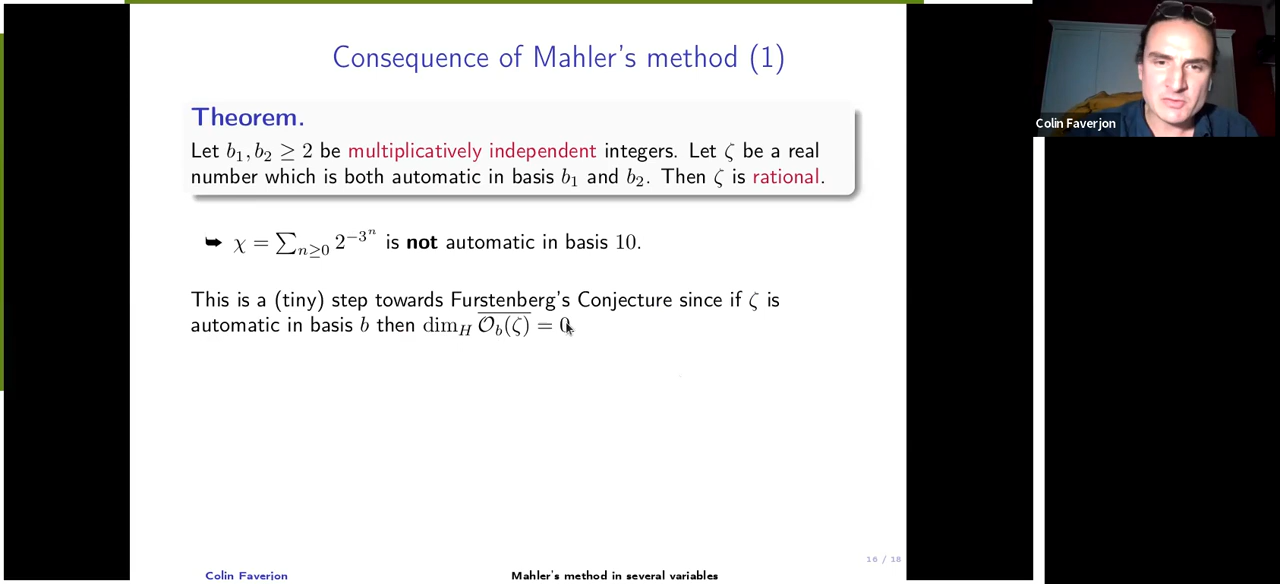 Consequence of Mahler's method (1)
Theorem.
Let b₁, b₂ ≥ 2 be multiplicatively independent integers. Let ζ be a real
number which is both automatic in basis b₁ and b₂. Then ζ is rational.
➥ χ = ∑_{n≥0} 2^{-3^n} is not automatic in basis 10.
This is a (tiny) step towards Furstenberg's Conjecture since if ζ is
automatic in basis b then dim_H \overline{𝒪_b(ζ)} = 0
16 / 18
Colin Faverjon Mahler's method in several variables
Colin Faverjon